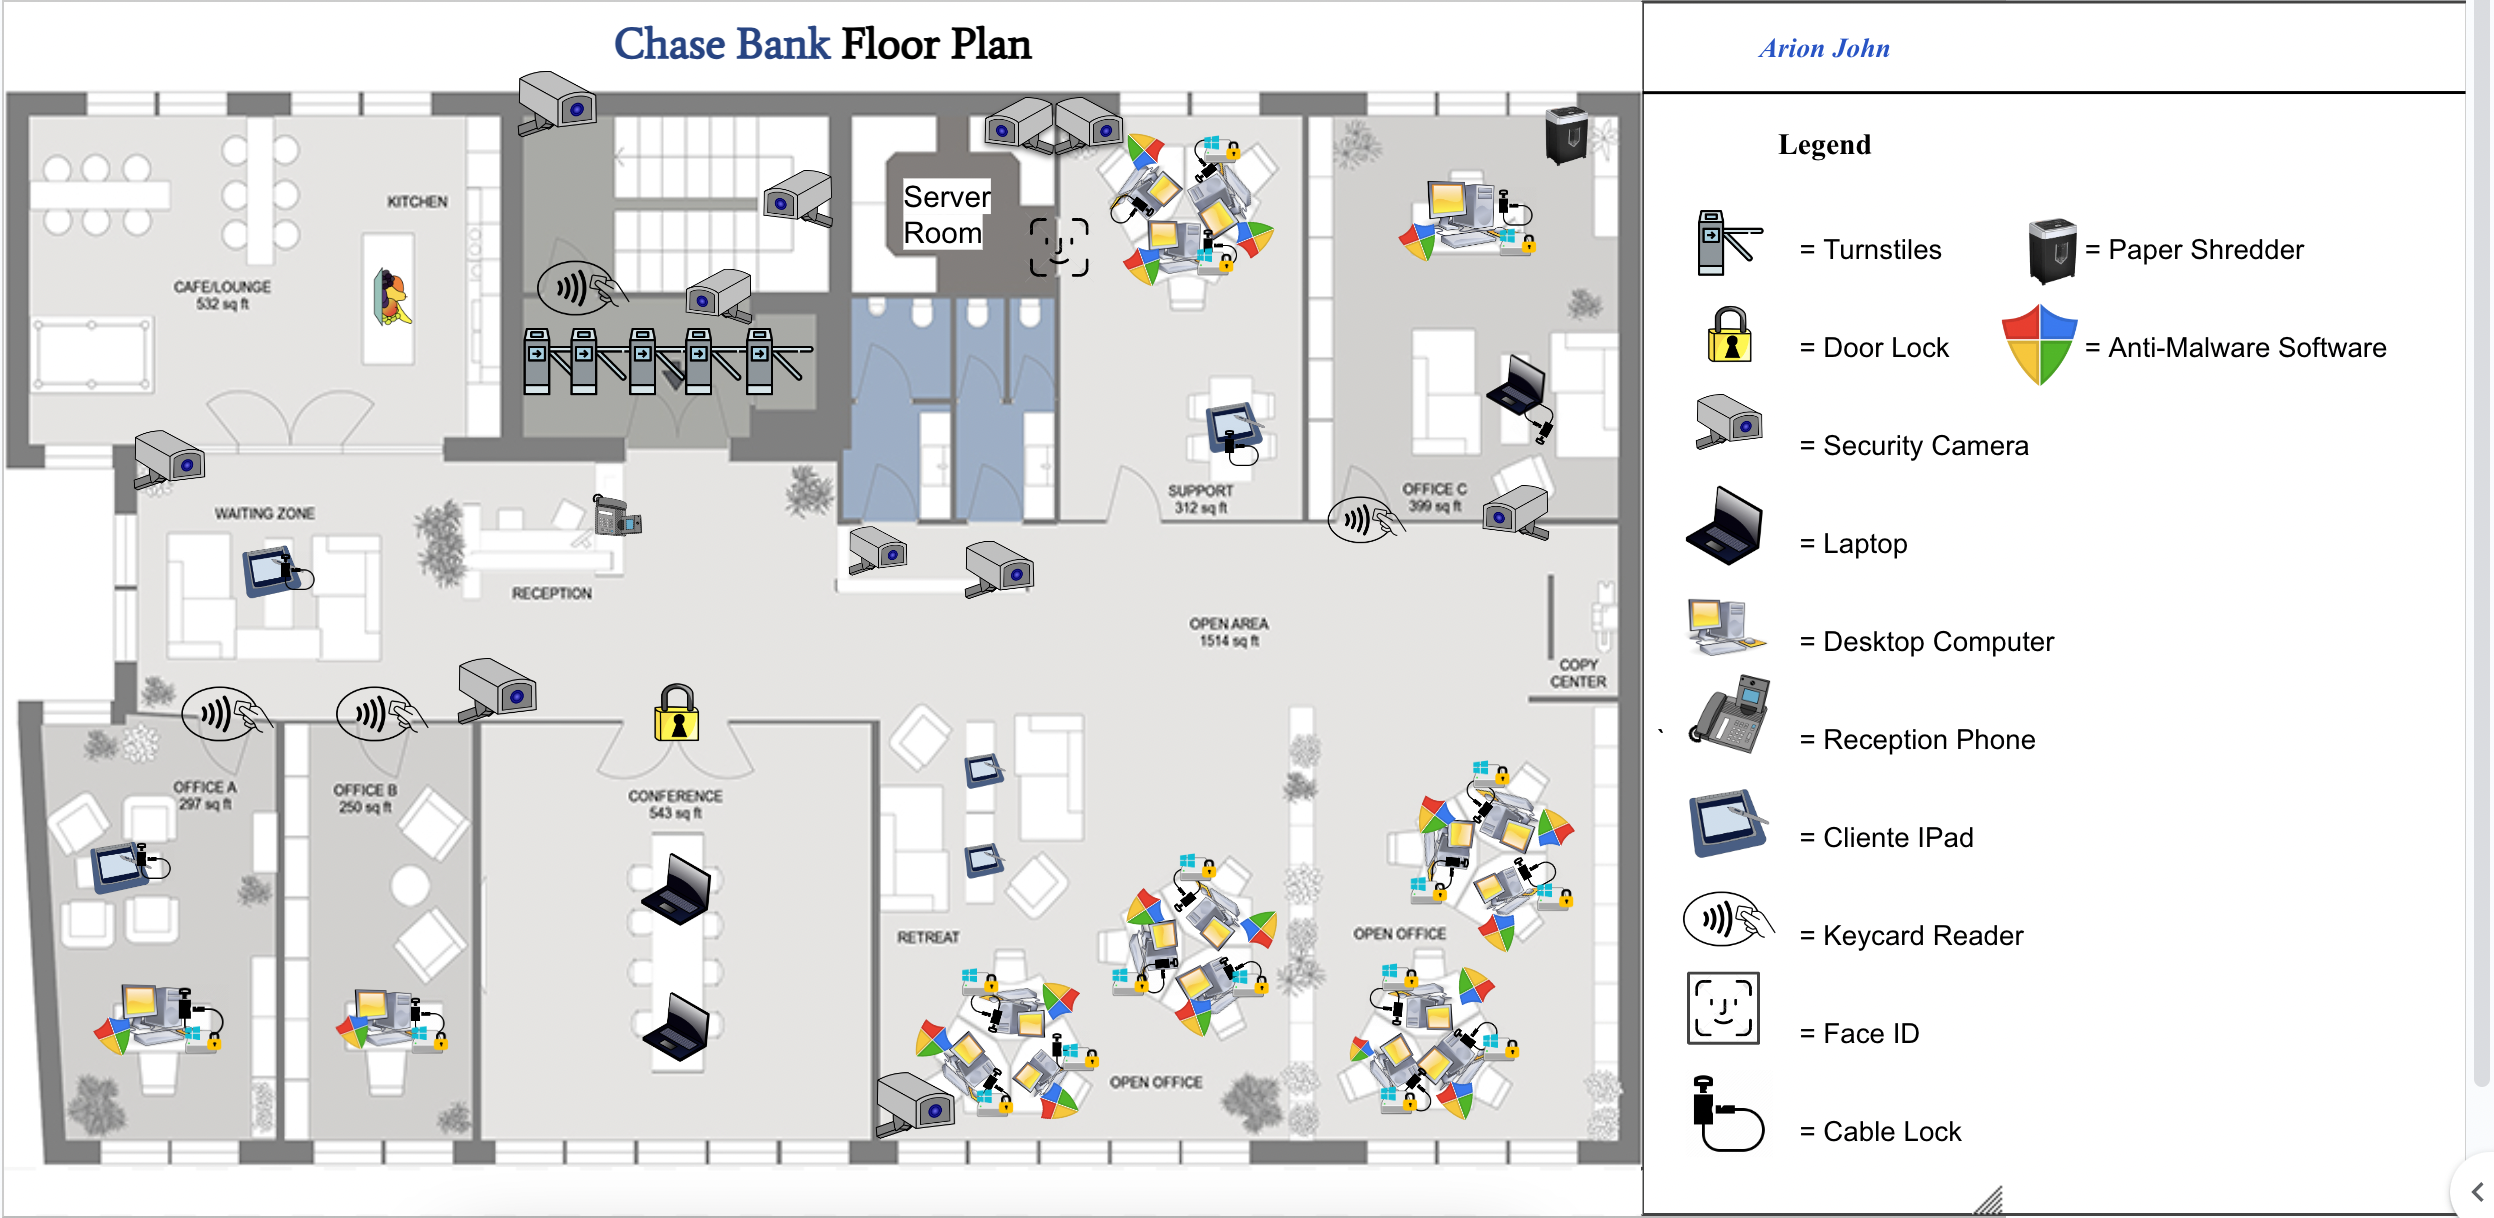 Chase Bank Floor Plan
Arion John
Legend
= Turnstiles
= Paper Shredder
= Door Lock
= Anti-Malware Software
= Security Camera
= Laptop
= Desktop Computer
`
= Reception Phone
= Cliente IPad
= Keycard Reader
= Face ID
= Cable Lock
KITCHEN
CAFE/LOUNGE
532 sq ft
Server
Room
SUPPORT
312 sq ft
OFFICE C
399 sq ft
WAITING ZONE
RECEPTION
OPEN AREA
1514 sq ft
COPY
CENTER
OFFICE A
297 sq ft
OFFICE B
250 sq ft
CONFERENCE
543 sq ft
RETREAT
OPEN OFFICE
OPEN OFFICE